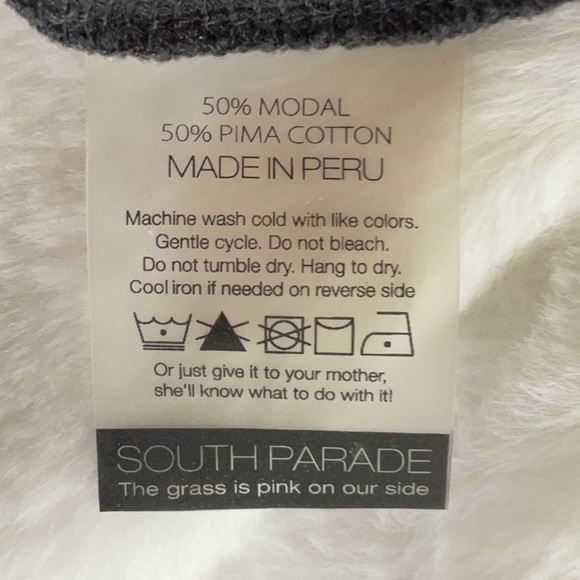 50% MODAL
50% PIMA COTTON
MADE IN PERU
Machine wash cold with like colors.
Gentle cycle. Do not bleach.
Do not tumble dry. Hang to dry.
Cool iron if needed on reverse side
Or just give it to your mother,
she'll know what to do with it!
SOUTH PARADE
The grass is pink on our side